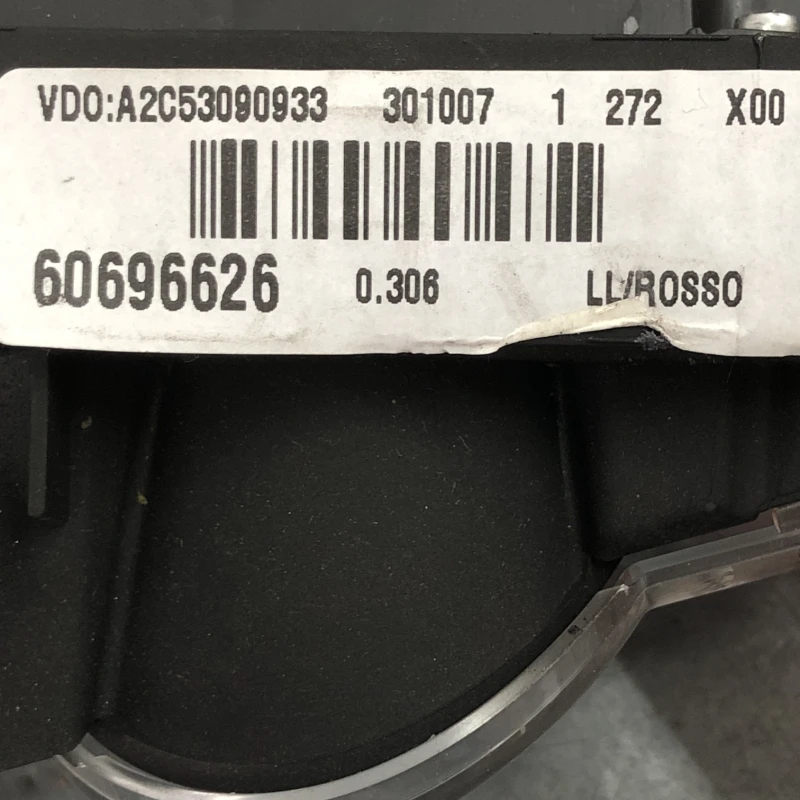 VDO:A2C53090933 301007 1 272 X00
60696626 0.306 LL/ROSSO